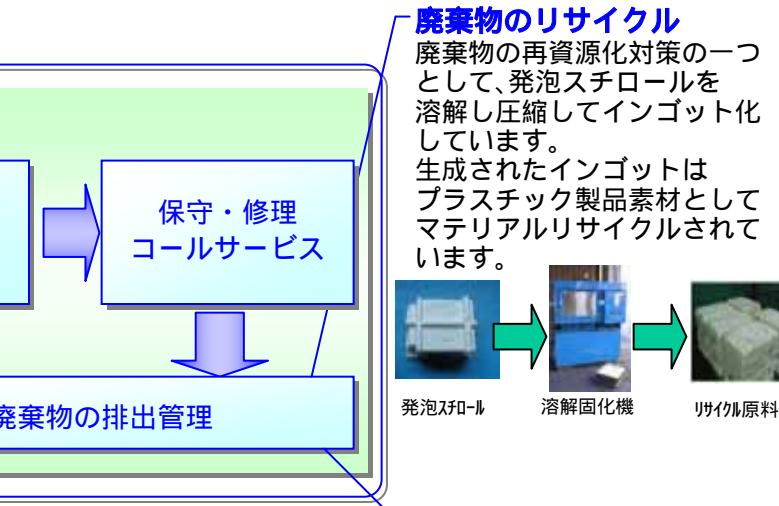 廃棄物のリサイクル
廃棄物の再資源化対策の一つ
として、発泡スチロールを
溶解し圧縮してインゴット化
しています。
生成されたインゴットは
プラスチック製品素材として
マテリアルリサイクルされて
います。
保守・修理
コールサービス
廃棄物の排出管理
発泡ｽﾁﾛｰﾙ
溶解固化機
ﾘｻｲｸﾙ原料